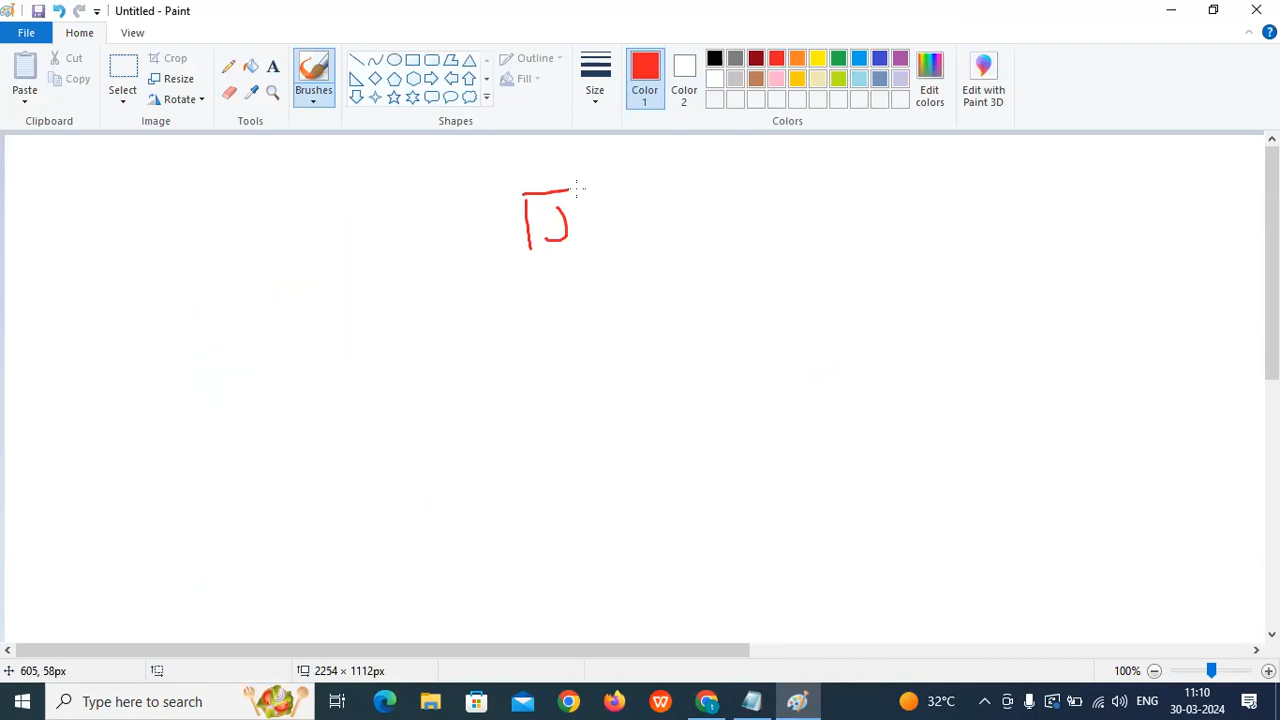 Untitled - Paint
File Home View
Paste Cut Copy Clipboard
Select Crop Resize Rotate Image
A Tools
Brushes
Shapes Outline Fill
Size
Color 1 Color 2 Colors
Edit colors
Edit with Paint 3D
605, 58px 2254 × 1112px 100%
Type here to search 32°C ENG 11:10
30-03-2024